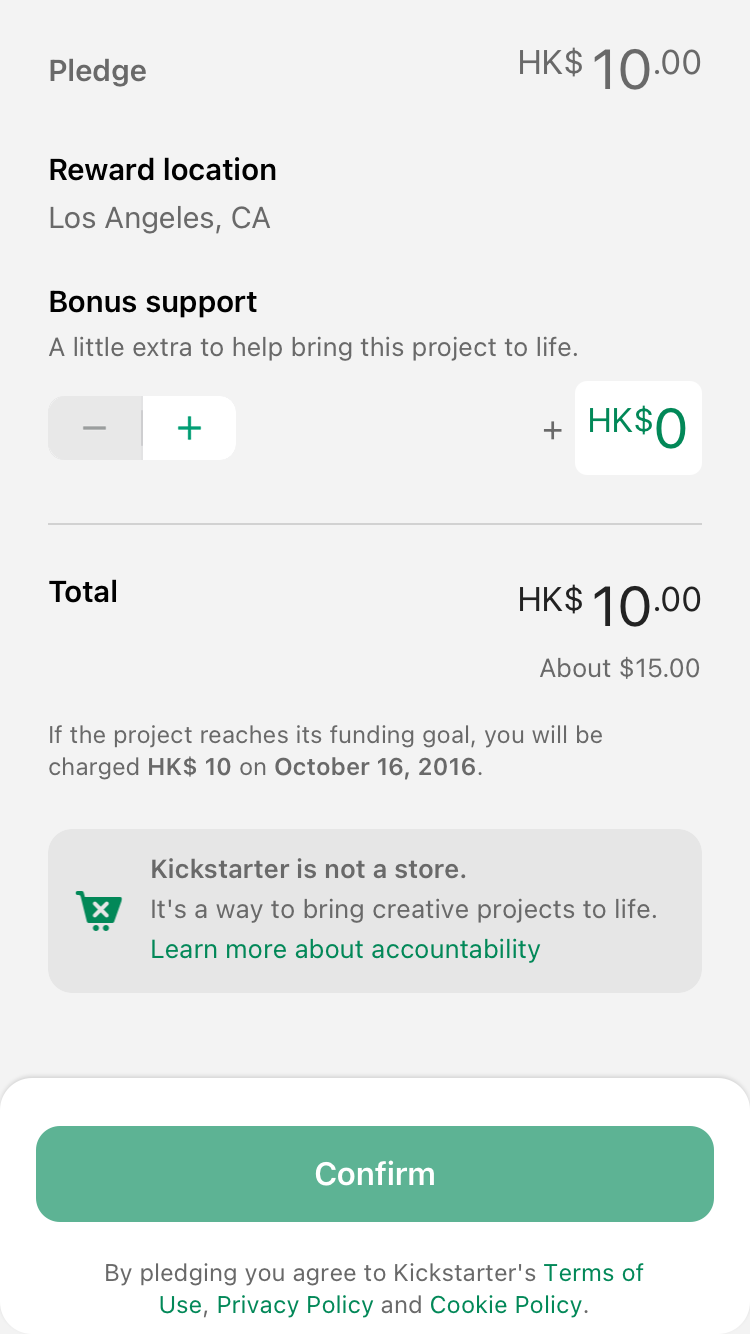 Pledge HK$ 10.00
Reward location
Los Angeles, CA
Bonus support
A little extra to help bring this project to life.
− + + HK$0
Total HK$ 10.00
About $15.00
If the project reaches its funding goal, you will be
charged HK$ 10 on October 16, 2016.
Kickstarter is not a store.
It's a way to bring creative projects to life.
Learn more about accountability
Confirm
By pledging you agree to Kickstarter's Terms of
Use, Privacy Policy and Cookie Policy.